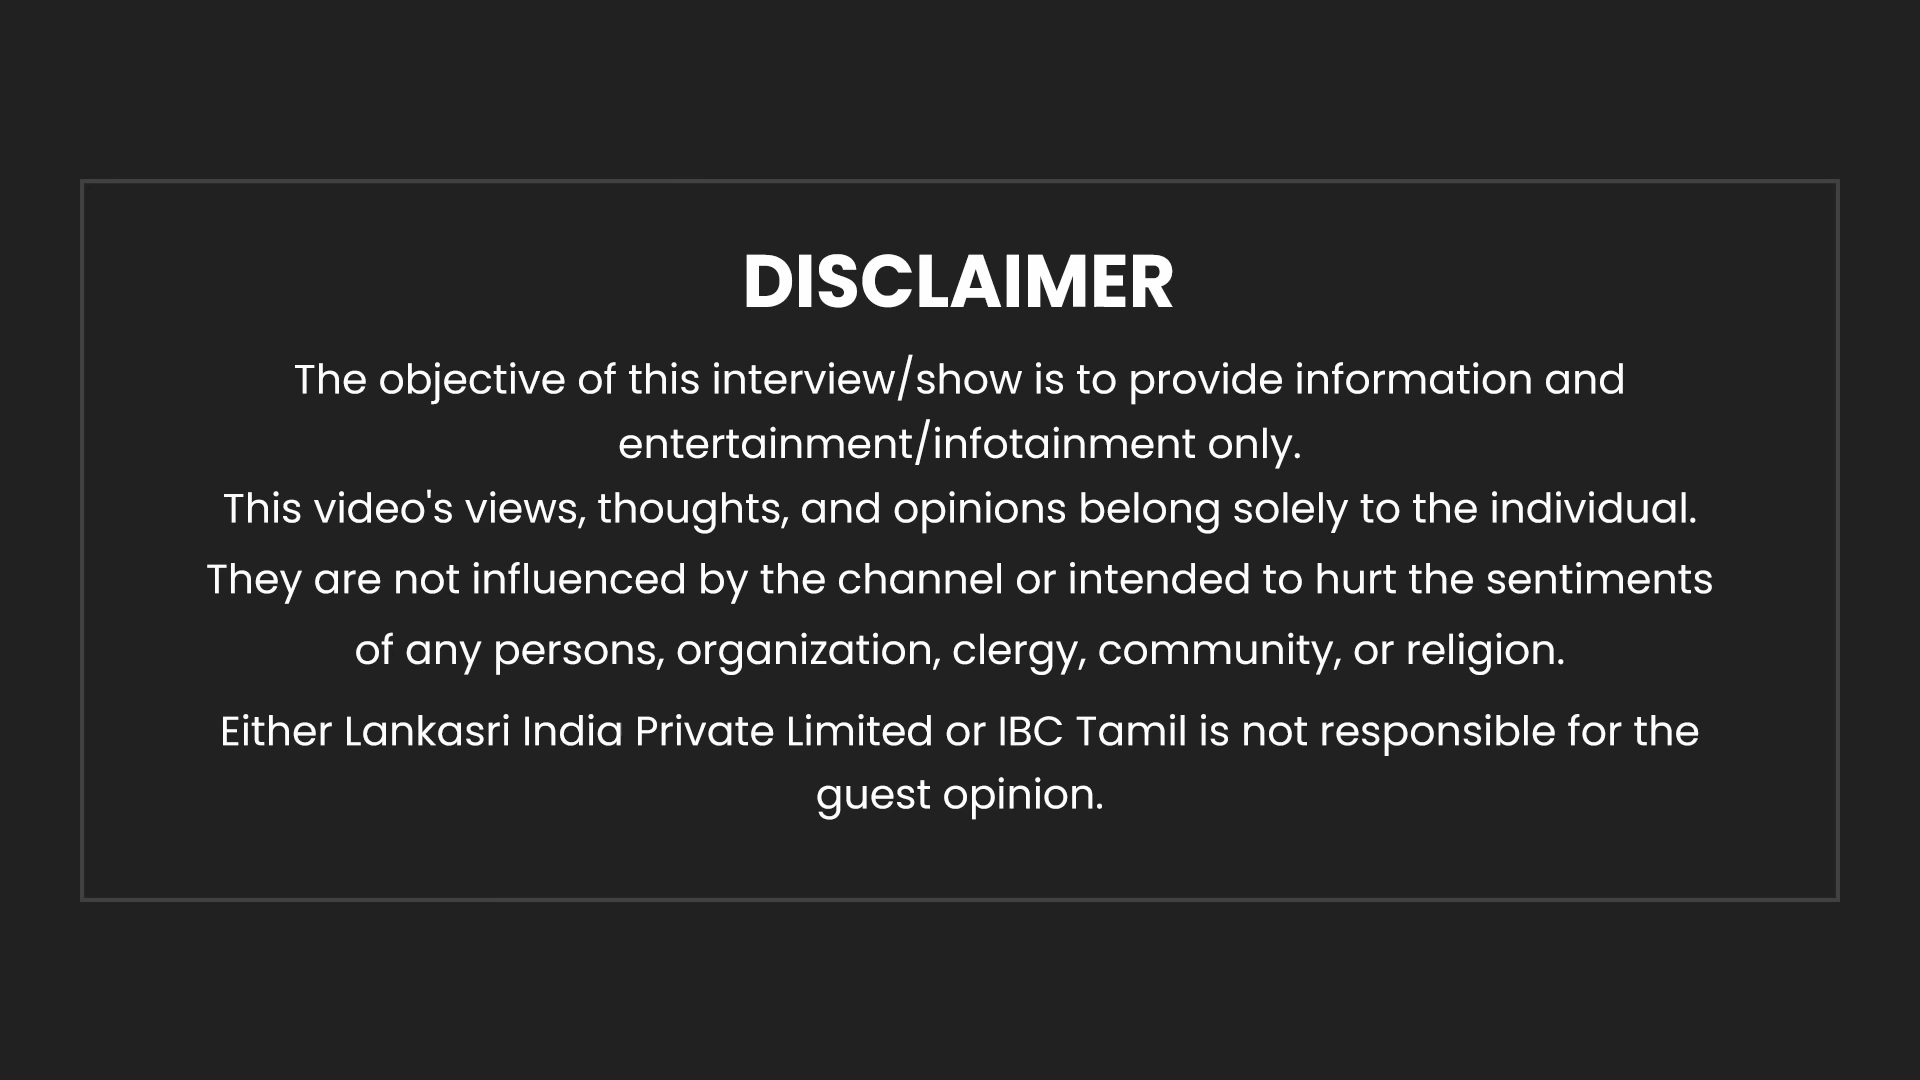 DISCLAIMER
The objective of this interview/show is to provide information and
entertainment/infotainment only.
This video's views, thoughts, and opinions belong solely to the individual.
They are not influenced by the channel or intended to hurt the sentiments
of any persons, organization, clergy, community, or religion.
Either Lankasri India Private Limited or IBC Tamil is not responsible for the
guest opinion.